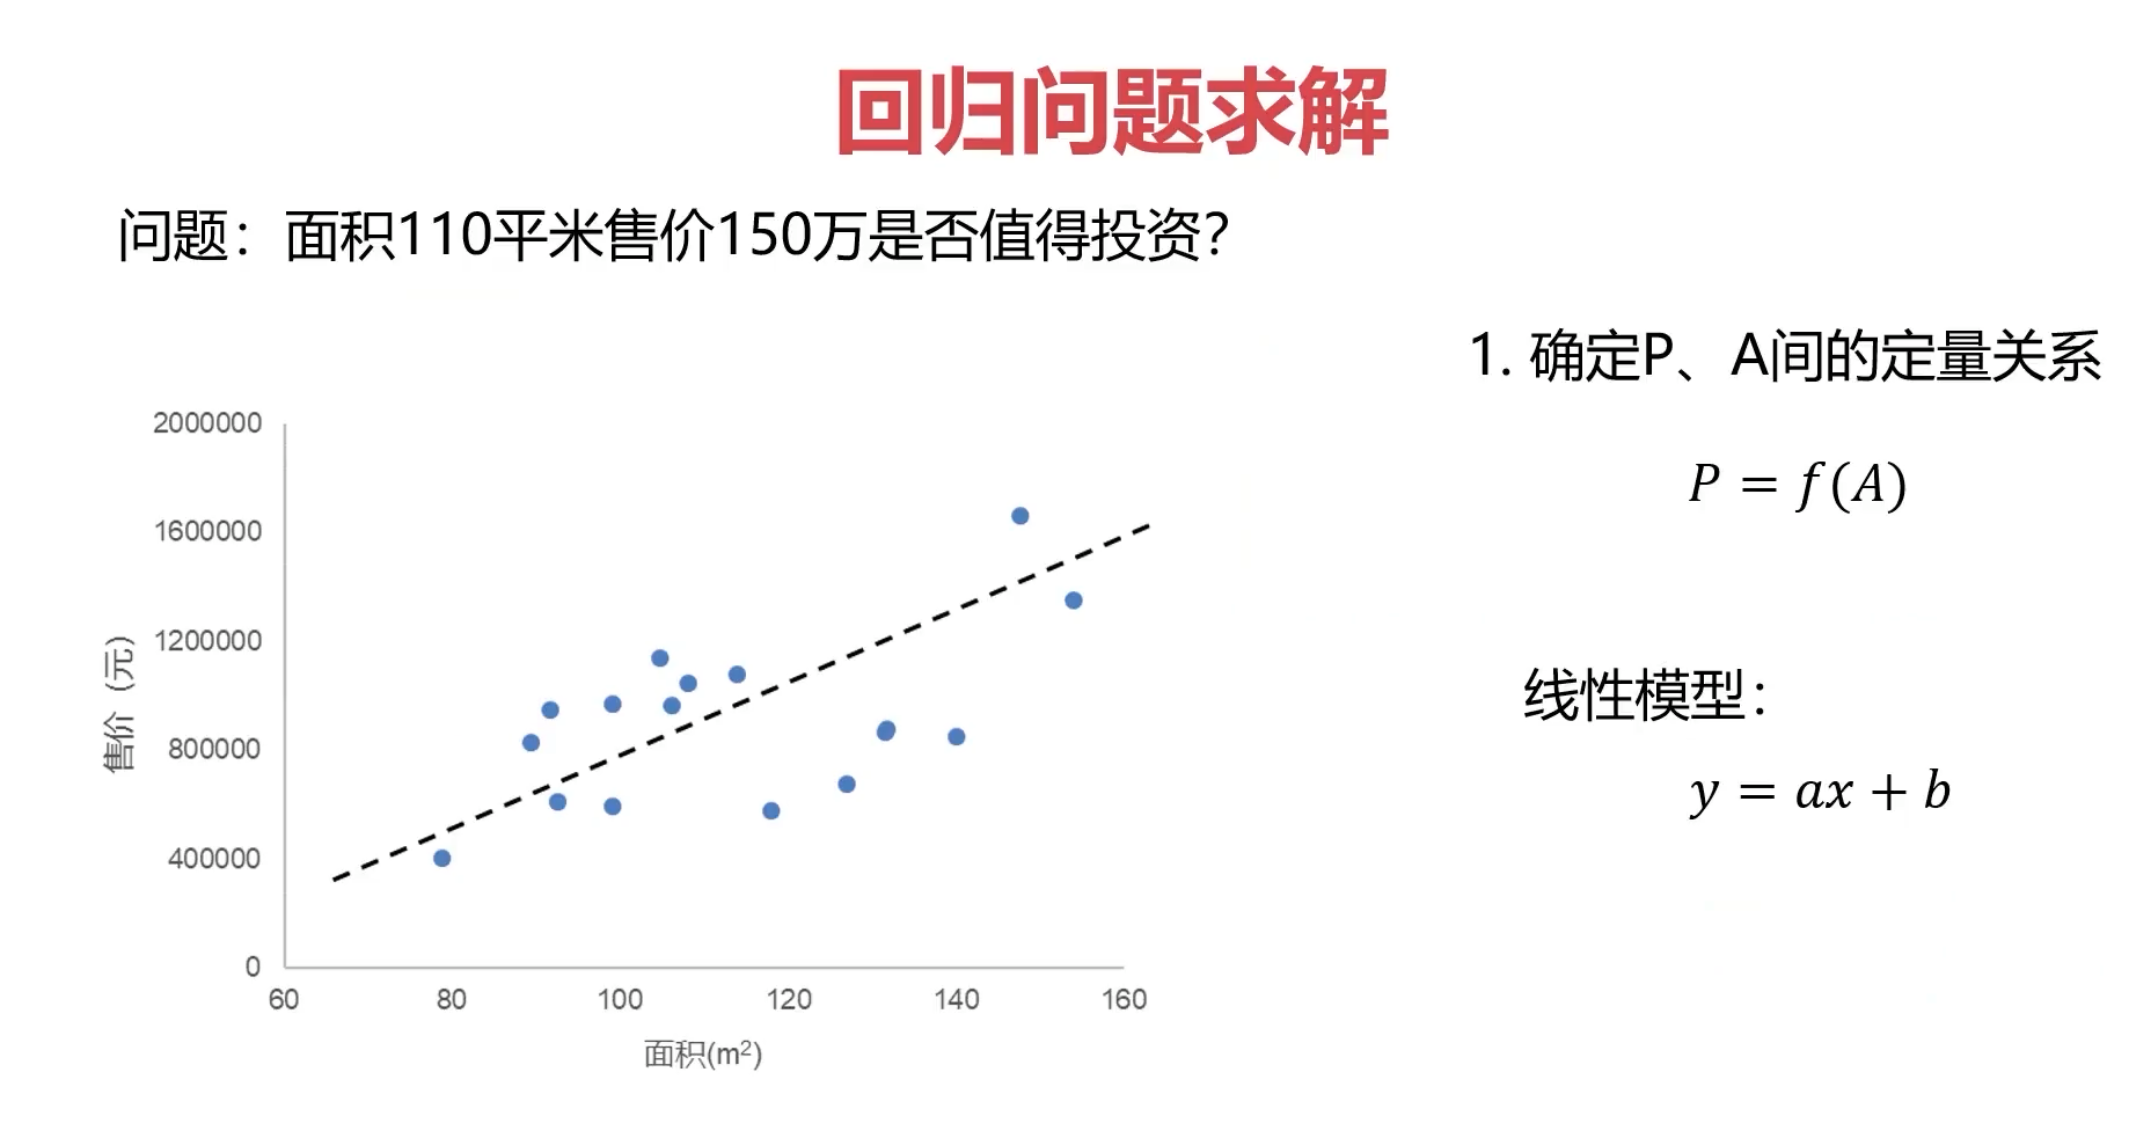 回归问题求解
问题：面积110平米售价150万是否值得投资？
1. 确定P、A间的定量关系
P = f(A)
线性模型：
y = ax + b
2000000
1600000
1200000
800000
400000
0
售价 (元)
60 80 100 120 140 160
面积(m²)